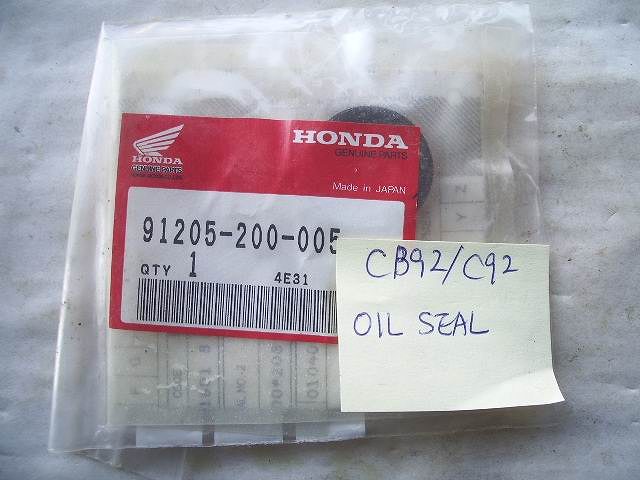 HONDA
GENUINE PARTS
HONDA
GENUINE PARTS
Made in JAPAN
91205-200-005
QTY 1
4E31
CB92/C92
OIL SEAL